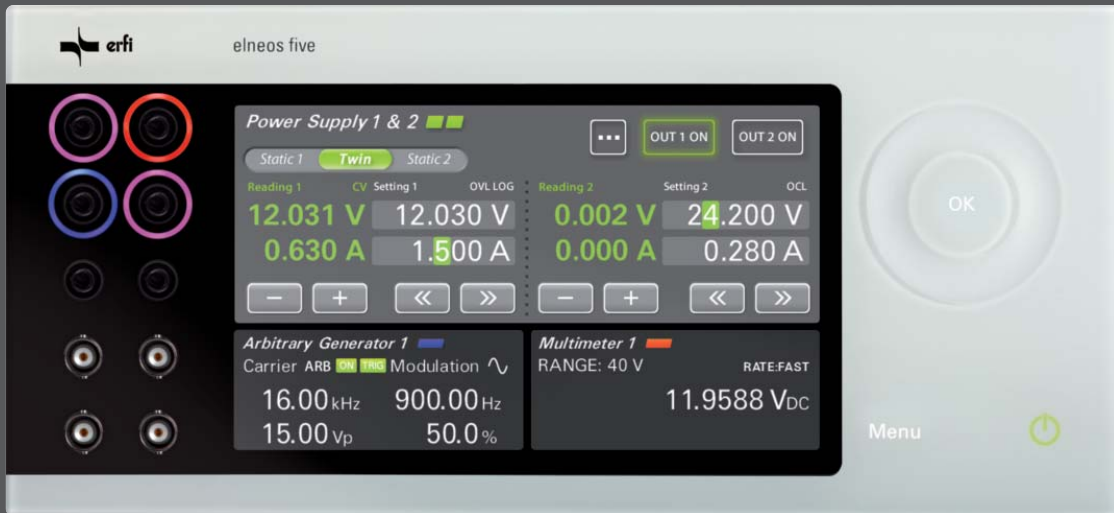 erfi
elneos five
Power Supply 1 & 2
... OUT 1 ON OUT 2 ON
Static 1 Twin Static 2
Reading 1 CV Setting 1 OVL LOG Reading 2 Setting 2 OCL
12.031 V 12.030 V 0.002 V 24.200 V
0.630 A 1.500 A 0.000 A 0.280 A
− + « » − + « »
OK
Arbitrary Generator 1 Multimeter 1
Carrier ARB ON TRIG Modulation RANGE: 40 V RATE:FAST
16.00 kHz 900.00 Hz 11.9588 VDC
15.00 Vp 50.0 %
Menu